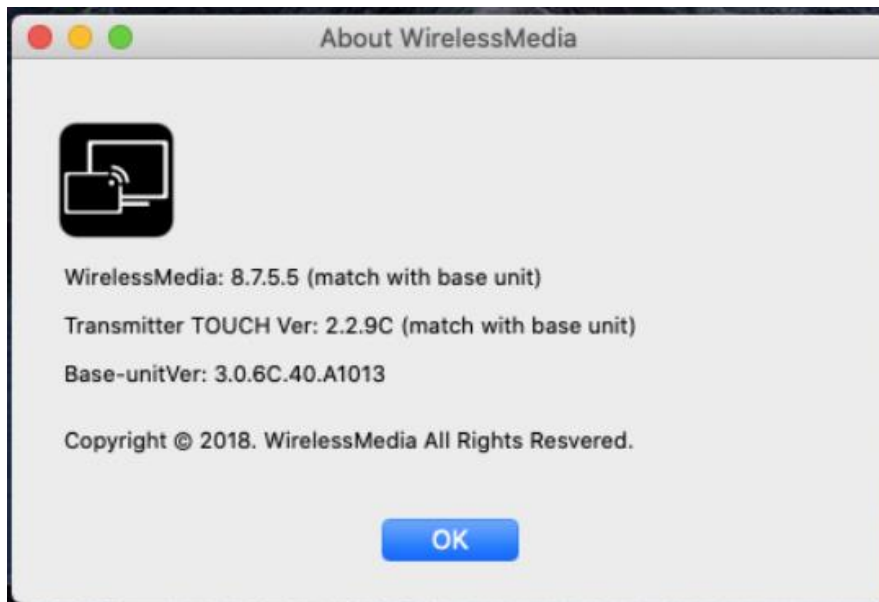 About WirelessMedia
WirelessMedia: 8.7.5.5 (match with base unit)
Transmitter TOUCH Ver: 2.2.9C (match with base unit)
Base-unitVer: 3.0.6C.40.A1013
Copyright © 2018. WirelessMedia All Rights Resvered.
OK